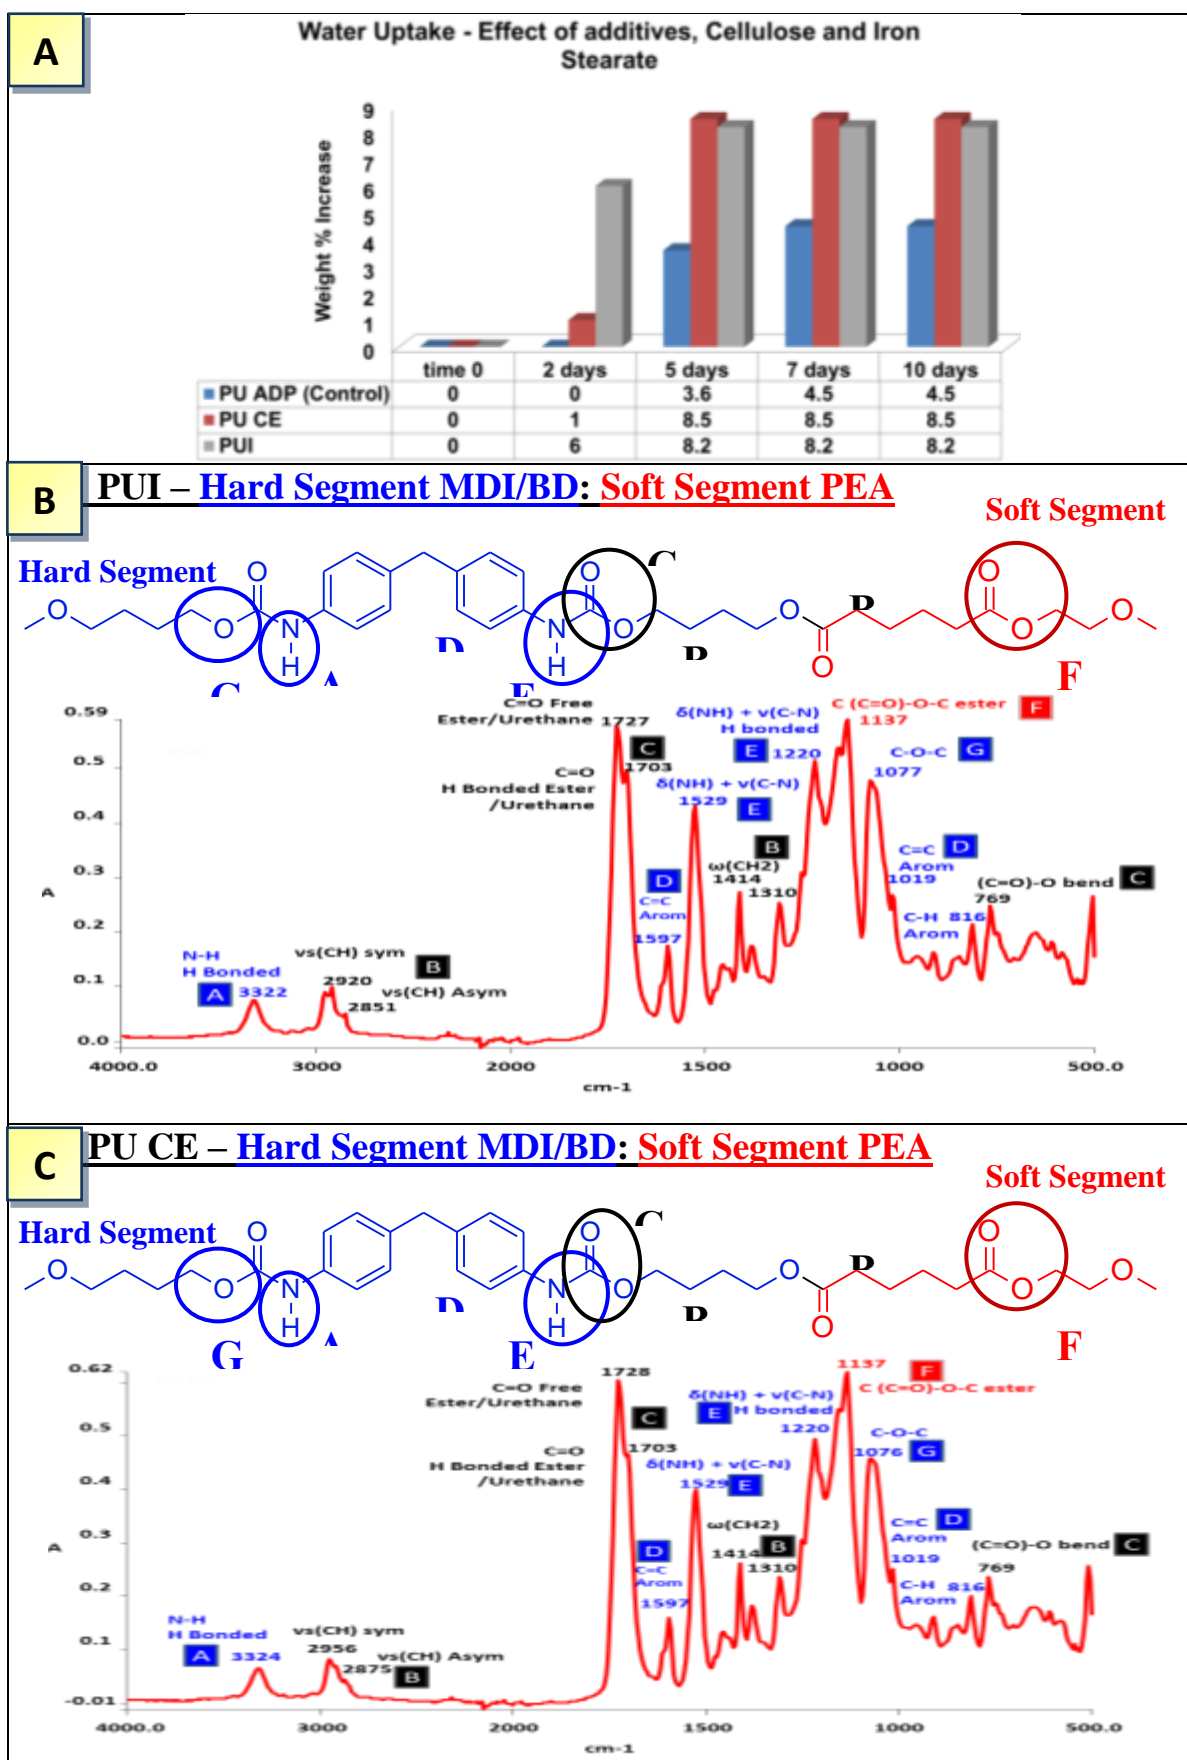 A
Water Uptake - Effect of additives, Cellulose and Iron
Stearate
Weight % Increase
9
8
7
6
5
4
3
2
1
0
time 0 2 days 5 days 7 days 10 days
PU ADP (Control) 0 0 3.6 4.5 4.5
PU CE 0 1 8.5 8.5 8.5
PUI 0 6 8.2 8.2 8.2
B
PUI – Hard Segment MDI/BD: Soft Segment PEA
Soft Segment
Hard Segment
O O O
O O N N O O O O
H H O
G A D E C B B F
C=O Free
Ester/Urethane 1727
C
1703
C=O
H Bonded Ester
/Urethane
δ(NH) + v(C-N)
H bonded
E 1220
δ(NH) + v(C-N)
1529
E
C (C=O)-O-C ester F
1137
C-O-C G
1077
D
C=C
Arom
1597
ω(CH2) B
1414
1310
C=C D
Arom
1019
(C=O)-O bend C
769
C-H 816
Arom
N-H
H Bonded
A 3322
vs(CH) sym
2920 B
vs(CH) Asym
2851
0.59
0.5
0.4
0.3
A
0.2
0.1
0.0
4000.0 3000 2000 1500 1000 500.0
cm-1
C
PU CE – Hard Segment MDI/BD: Soft Segment PEA
Soft Segment
Hard Segment
O O O
O O N N O O O O
H H O
G A D E C B B F
C=O Free
Ester/Urethane
1728
C
1703
C=O
H Bonded Ester
/Urethane
δ(NH) + v(C-N)
E H bonded
1220
δ(NH) + v(C-N)
1529 E
1137 F
C (C=O)-O-C ester
C-O-C
1076 G
D
C=C
Arom
1597
ω(CH2)
1414 B
1310
C=C D
Arom
1019
(C=O)-O bend C
769
C-H 816
Arom
N-H
H Bonded
A 3324
vs(CH) sym
2956
vs(CH) Asym
2875 B
0.62
0.5
0.4
0.3
A
0.2
0.1
-0.01
4000.0 3000 2000 1500 1000 500.0
cm-1